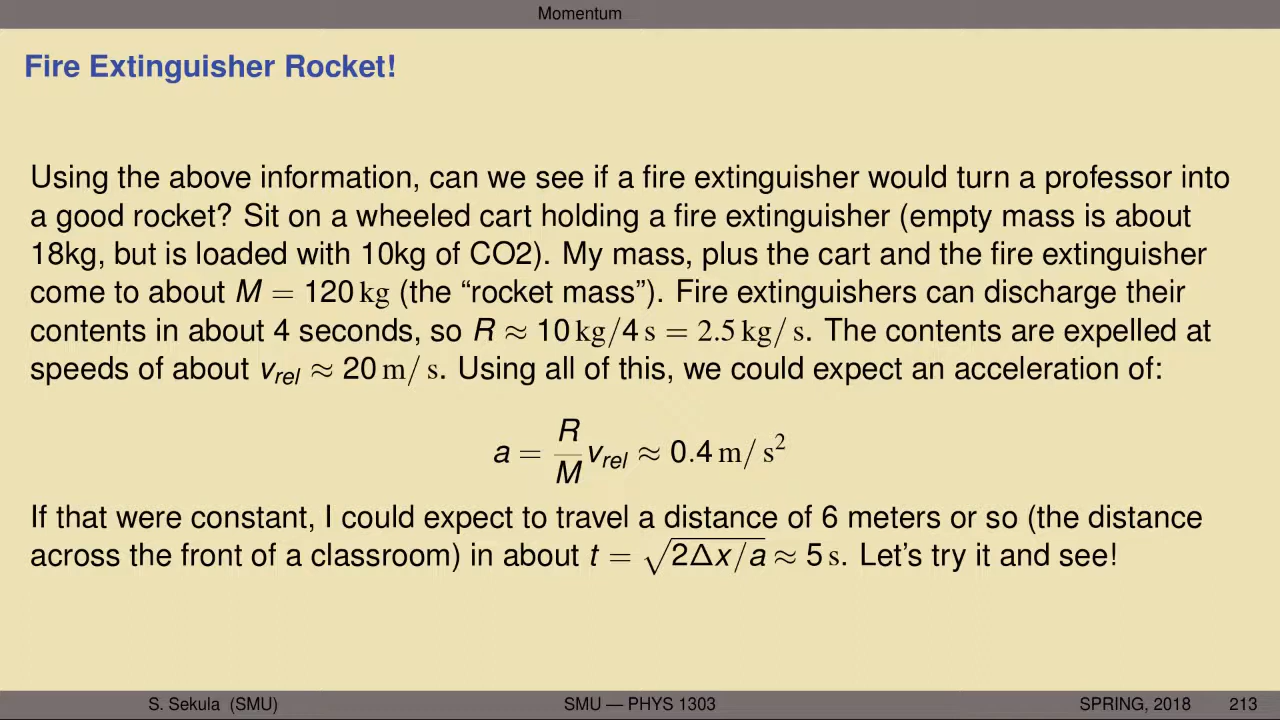 Momentum
Fire Extinguisher Rocket!
Using the above information, can we see if a fire extinguisher would turn a professor into
a good rocket? Sit on a wheeled cart holding a fire extinguisher (empty mass is about
18kg, but is loaded with 10kg of CO2). My mass, plus the cart and the fire extinguisher
come to about M = 120 kg (the “rocket mass”). Fire extinguishers can discharge their
contents in about 4 seconds, so R ≈ 10 kg/4 s = 2.5 kg/ s. The contents are expelled at
speeds of about v_rel ≈ 20 m/ s. Using all of this, we could expect an acceleration of:
a = R/M v_rel ≈ 0.4 m/ s²
If that were constant, I could expect to travel a distance of 6 meters or so (the distance
across the front of a classroom) in about t = √2Δx/a ≈ 5 s. Let’s try it and see!
S. Sekula (SMU) SMU — PHYS 1303 SPRING, 2018 213